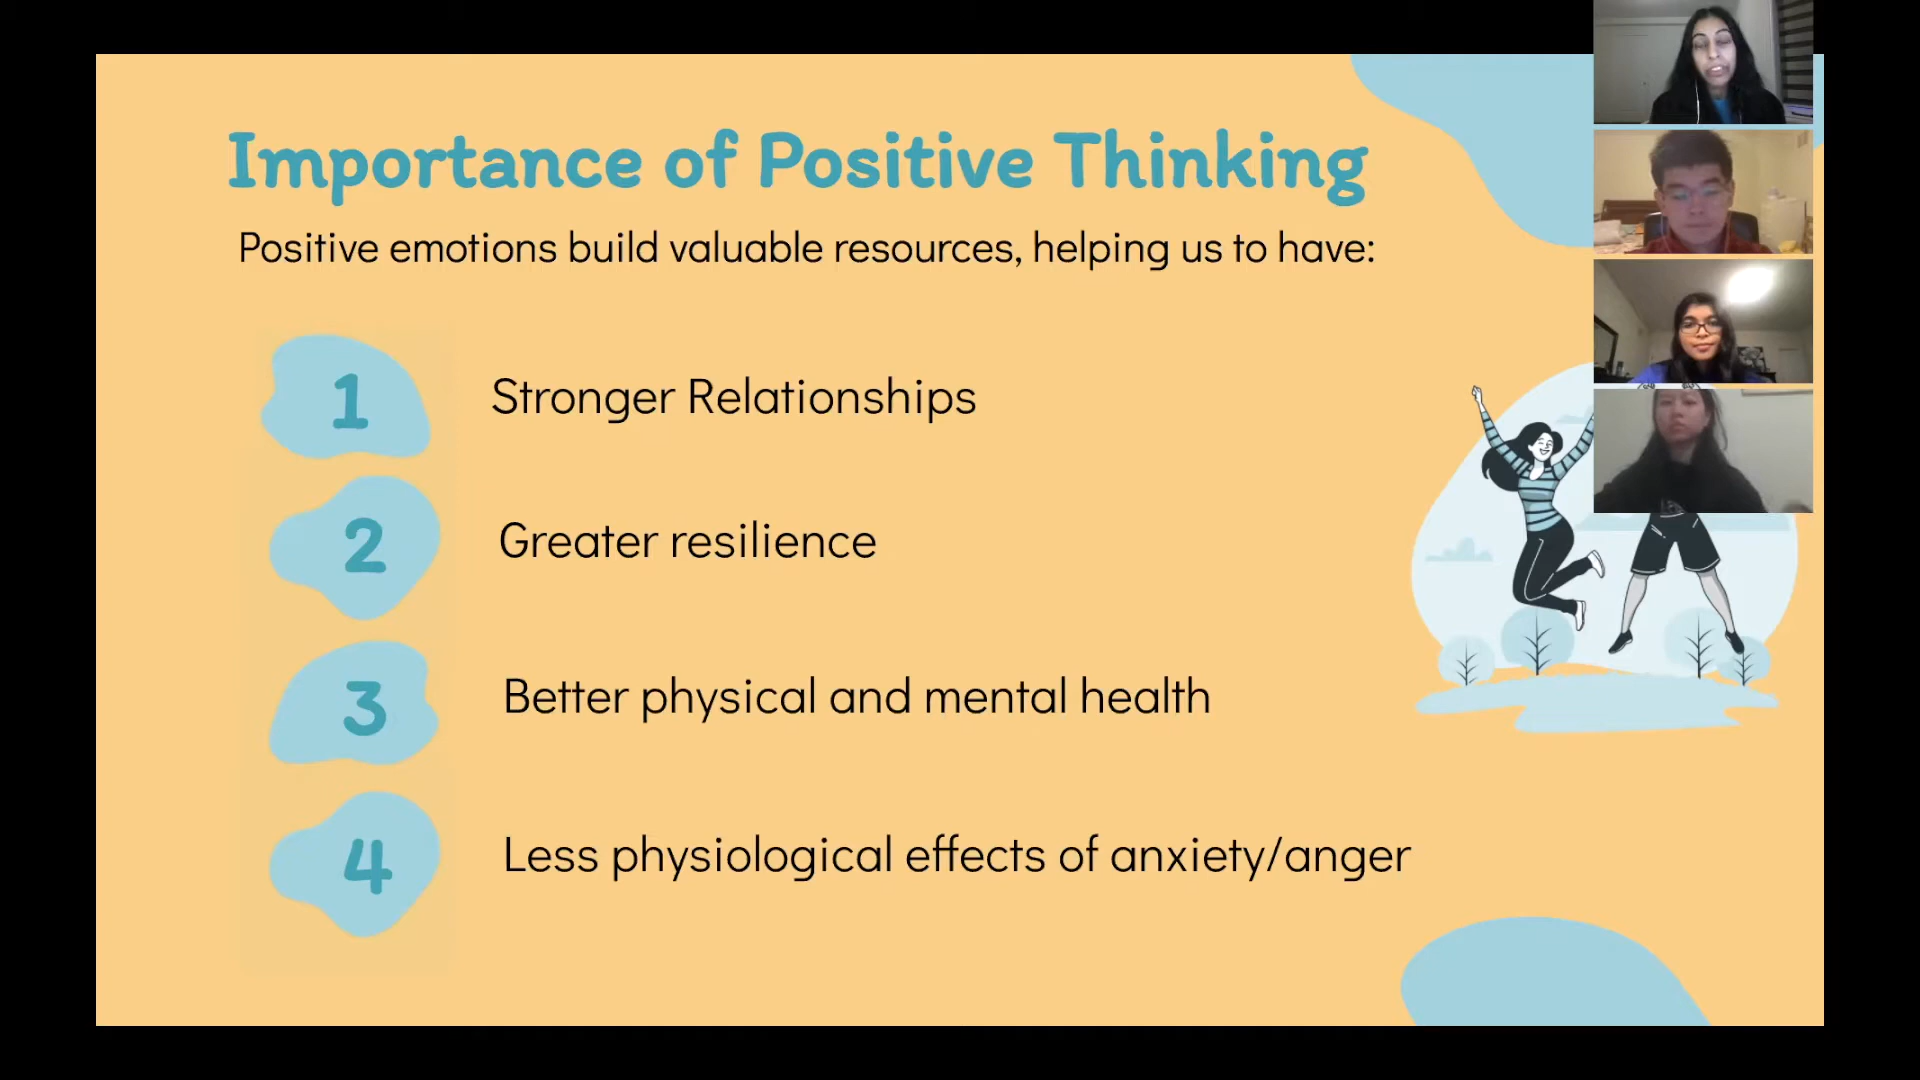 Importance of Positive Thinking
Positive emotions build valuable resources, helping us to have:
1 Stronger Relationships
2 Greater resilience
3 Better physical and mental health
4 Less physiological effects of anxiety/anger